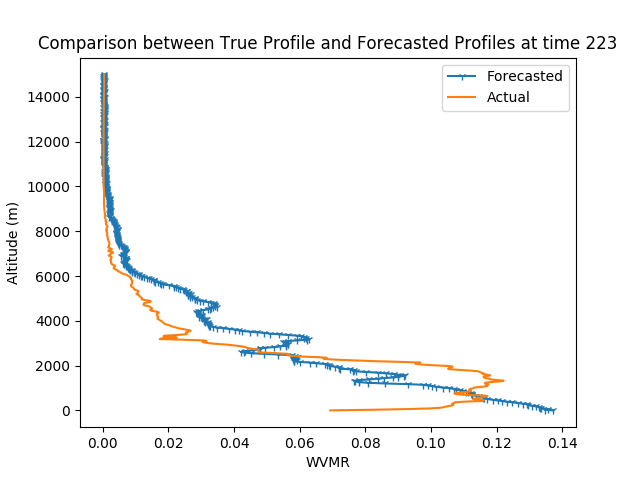 Comparison between True Profile and Forecasted Profiles at time 223
Forecasted
Actual
14000
12000
10000
8000
6000
4000
2000
0
Altitude (m)
0.00 0.02 0.04 0.06 0.08 0.10 0.12 0.14
WVMR